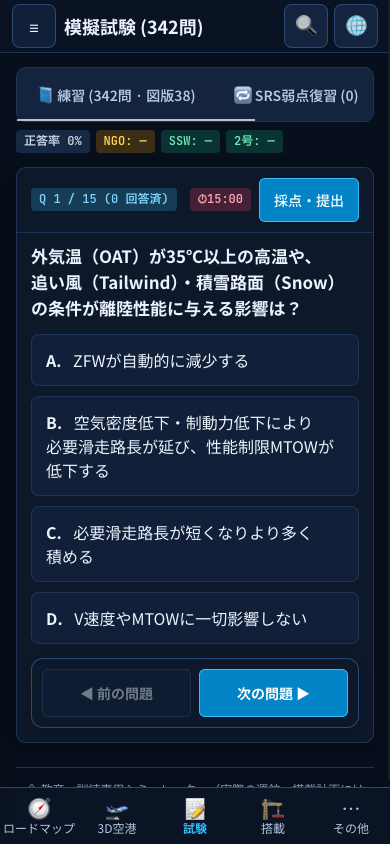 ≡ 模擬試験 (342問)
練習 (342問・図版38) SRS弱点復習 (0)
正答率 0% NGO: — SSW: — 2号: —
Q 1 / 15 (0 回答済) ⏱15:00 採点・提出
外気温（OAT）が35℃以上の高温や、
追い風（Tailwind）・積雪路面（Snow）
の条件が離陸性能に与える影響は？
A. ZFWが自動的に減少する
B. 空気密度低下・制動力低下により
必要滑走路長が延び、性能制限MTOWが
低下する
C. 必要滑走路長が短くなりより多く
積める
D. V速度やMTOWに一切影響しない
◀ 前の問題 次の問題 ▶
ロードマップ 3D空港 試験 搭載 その他